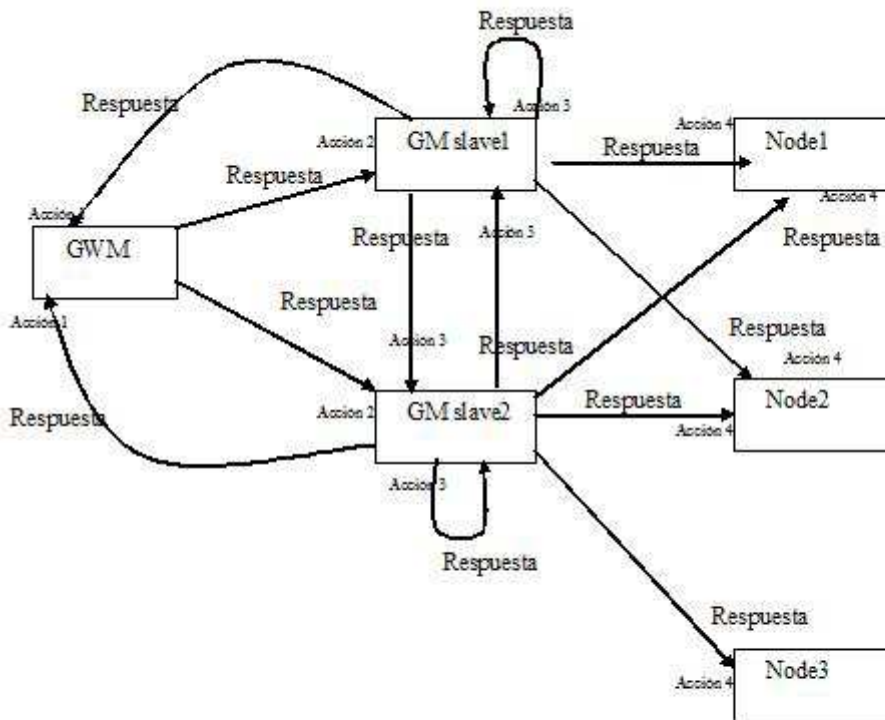 Respuesta
Respuesta
Acción 3
Acción 2
GM slave1
Acción 4
Node1
Respuesta
Respuesta
Acción 4
Acción 1
GWM
Respuesta
Acción 3
Respuesta
Respuesta
Acción 1
Respuesta
Acción 3
Respuesta
Acción 4
Acción 2
GM slave2
Respuesta
Node2
Respuesta
Acción 4
Acción 3
Respuesta
Respuesta
Acción 4
Node3